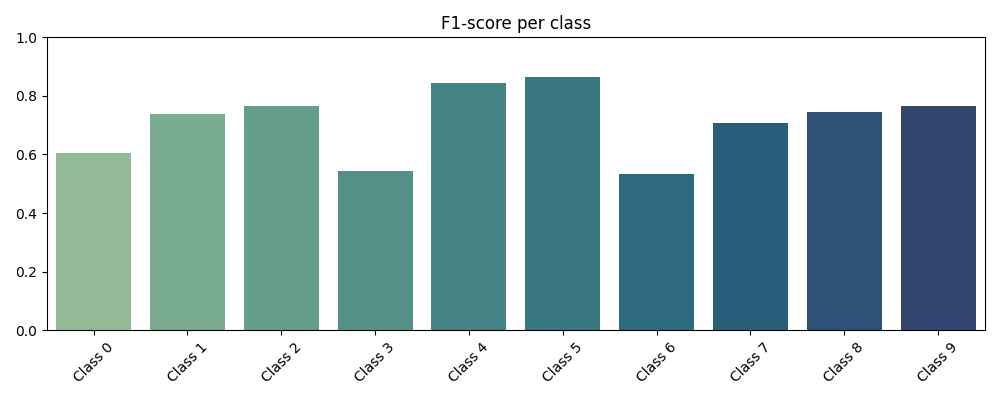 F1-score per class
1.0
0.8
0.6
0.4
0.2
0.0
Class 0
Class 1
Class 2
Class 3
Class 4
Class 5
Class 6
Class 7
Class 8
Class 9